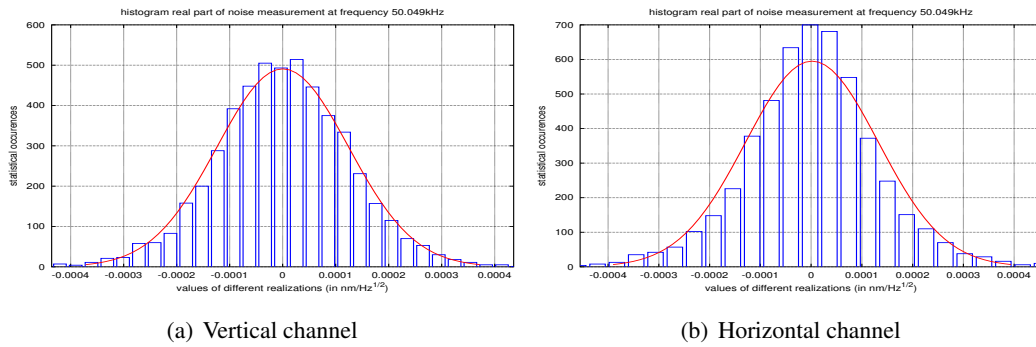 histogram real part of noise measurement at frequency 50.049kHz
600
500
400
300
200
100
0
statistical occurences
-0.0004 -0.0003 -0.0002 -0.0001 0 0.0001 0.0002 0.0003 0.0004
values of different realizations (in nm/Hz^1/2)
(a) Vertical channel
histogram real part of noise measurement at frequency 50.049kHz
700
600
500
400
300
200
100
0
statistical occurences
-0.0004 -0.0003 -0.0002 -0.0001 0 0.0001 0.0002 0.0003 0.0004
values of different realizations (in nm/Hz^1/2)
(b) Horizontal channel